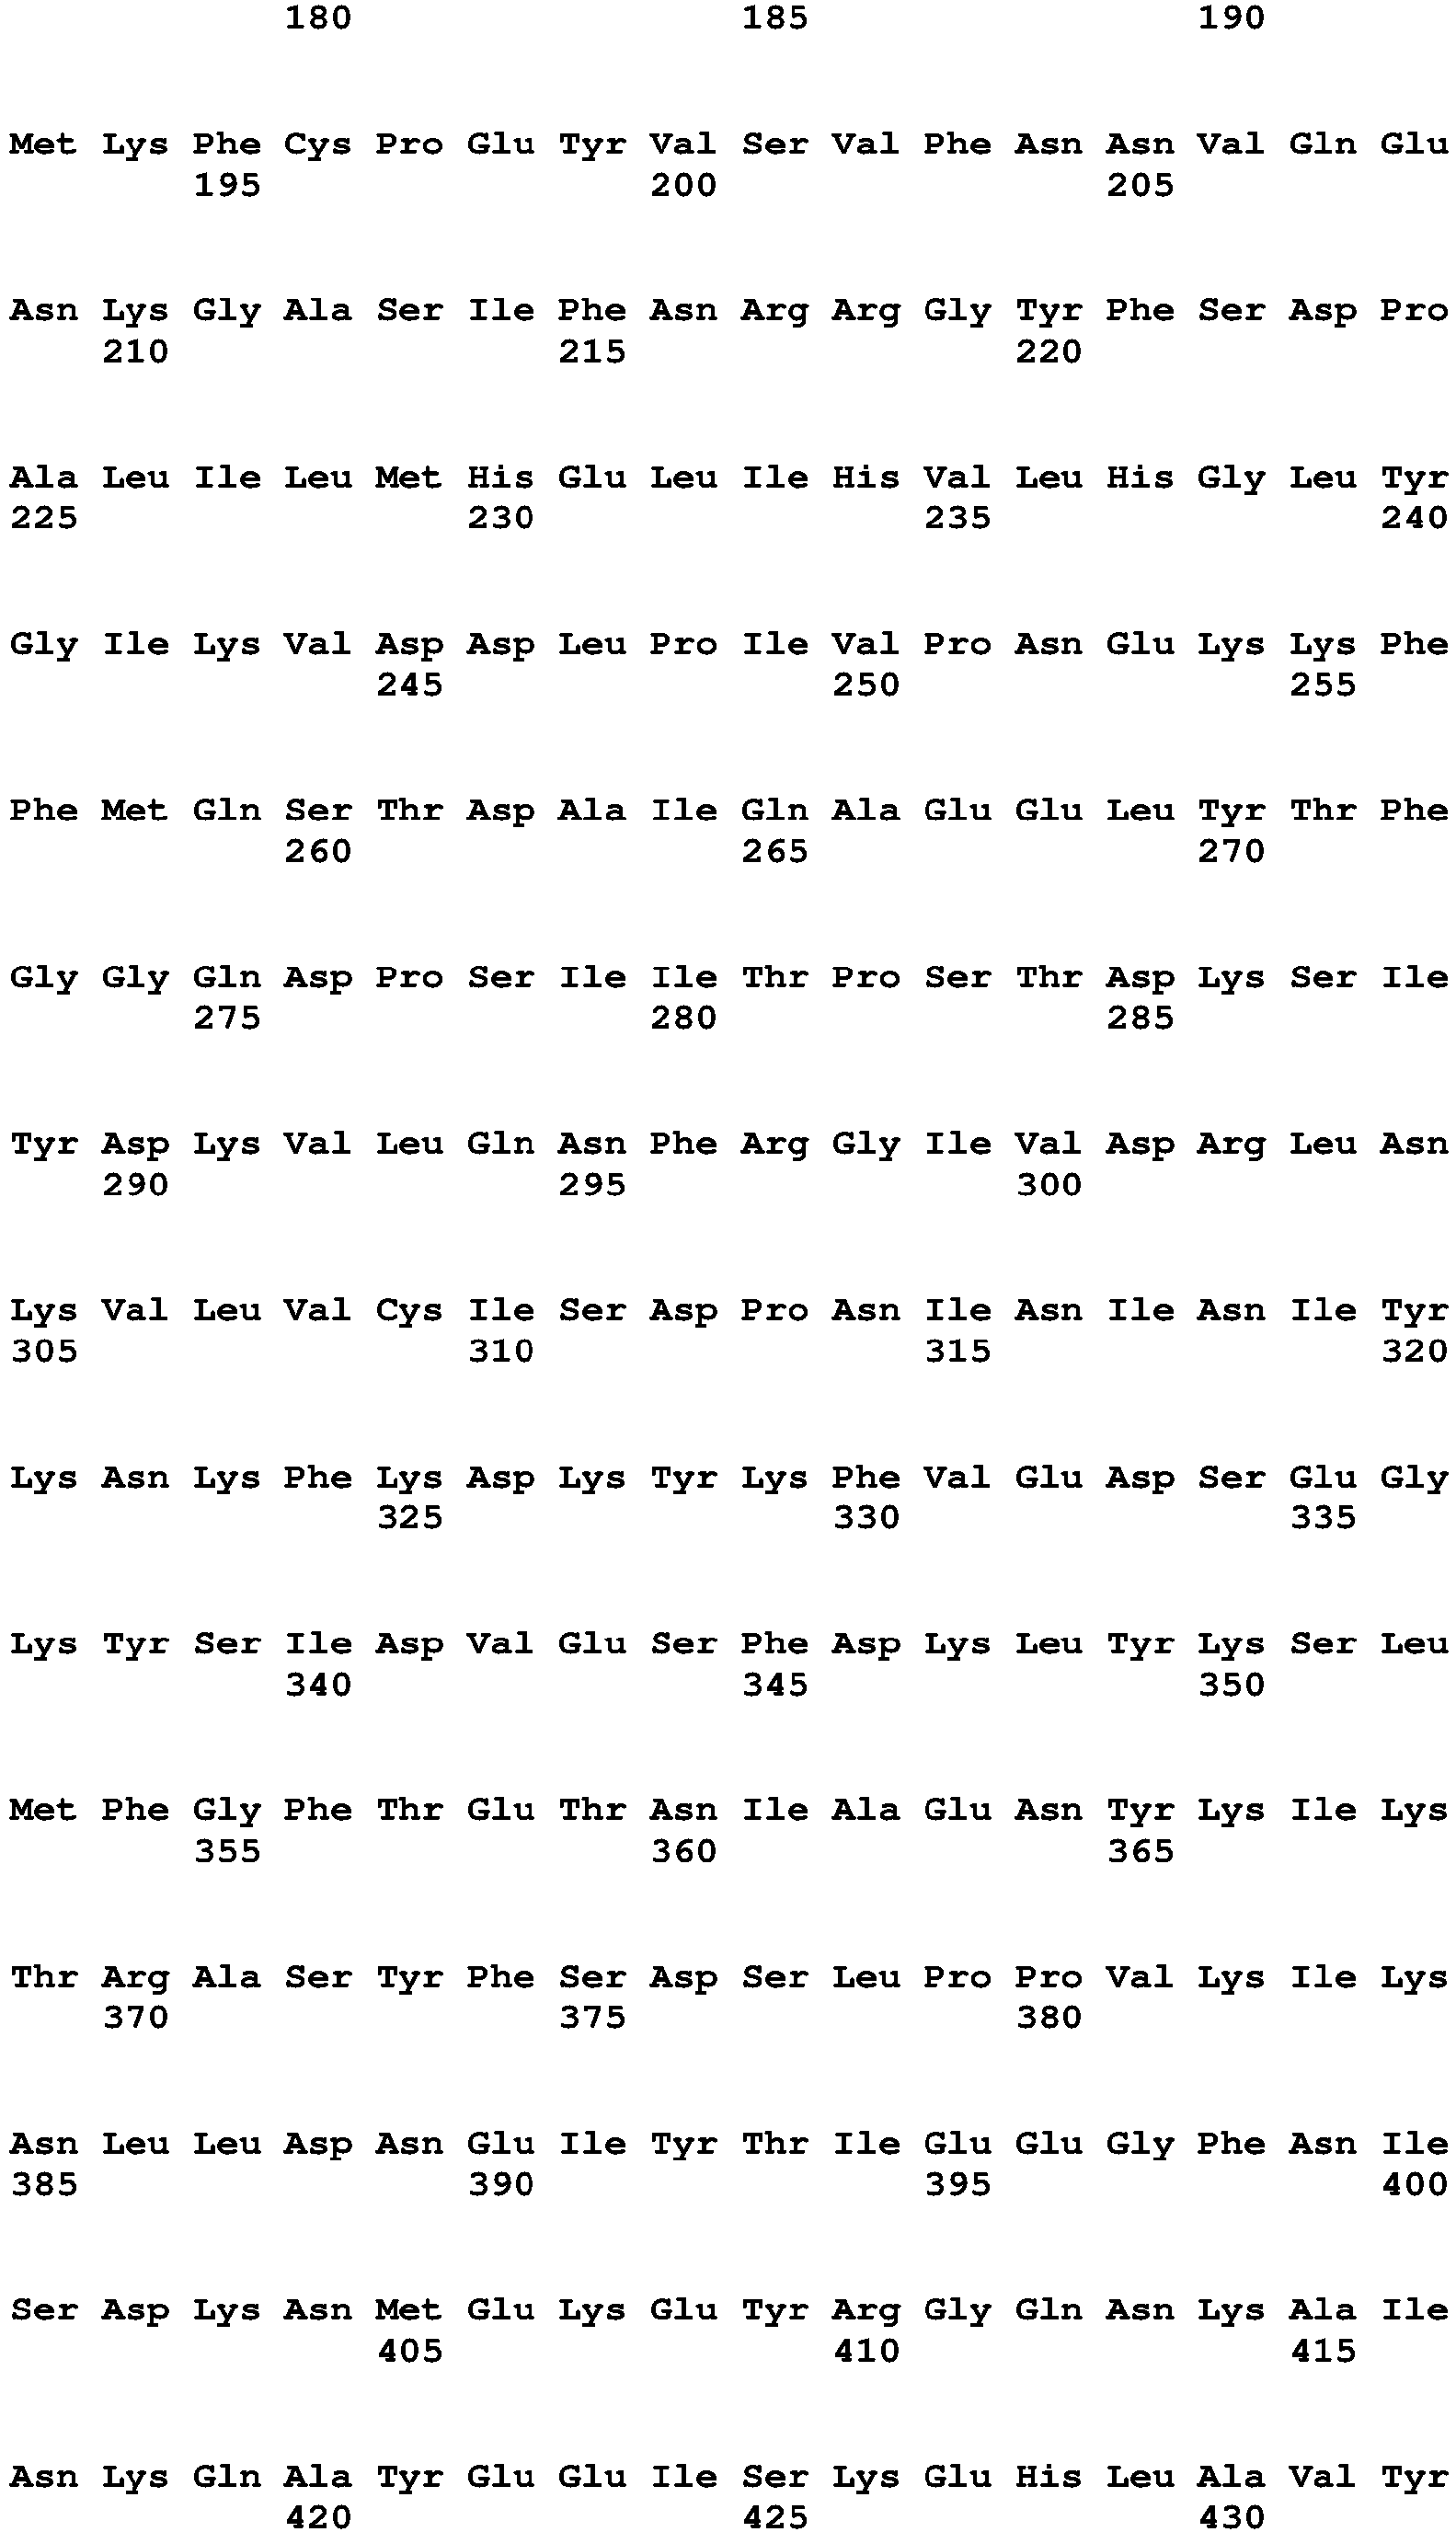 180 185 190
Met Lys Phe Cys Pro Glu Tyr Val Ser Val Phe Asn Asn Val Gln Glu
195 200 205
Asn Lys Gly Ala Ser Ile Phe Asn Arg Arg Gly Tyr Phe Ser Asp Pro
210 215 220
Ala Leu Ile Leu Met His Glu Leu Ile His Val Leu His Gly Leu Tyr
225 230 235 240
Gly Ile Lys Val Asp Asp Leu Pro Ile Val Pro Asn Glu Lys Lys Phe
245 250 255
Phe Met Gln Ser Thr Asp Ala Ile Gln Ala Glu Glu Leu Tyr Thr Phe
260 265 270
Gly Gly Gln Asp Pro Ser Ile Ile Thr Pro Ser Thr Asp Lys Ser Ile
275 280 285
Tyr Asp Lys Val Leu Gln Asn Phe Arg Gly Ile Val Asp Arg Leu Asn
290 295 300
Lys Val Leu Val Cys Ile Ser Asp Pro Asn Ile Asn Ile Asn Ile Tyr
305 310 315 320
Lys Asn Lys Phe Lys Asp Lys Tyr Lys Phe Val Glu Asp Ser Glu Gly
325 330 335
Lys Tyr Ser Ile Asp Val Glu Ser Phe Asp Lys Leu Tyr Lys Ser Leu
340 345 350
Met Phe Gly Phe Thr Glu Thr Asn Ile Ala Glu Asn Tyr Lys Ile Lys
355 360 365
Thr Arg Ala Ser Tyr Phe Ser Asp Ser Leu Pro Pro Val Lys Ile Lys
370 375 380
Asn Leu Leu Asp Asn Glu Ile Tyr Thr Ile Glu Glu Gly Phe Asn Ile
385 390 395 400
Ser Asp Lys Asn Met Glu Lys Glu Tyr Arg Gly Gln Asn Lys Ala Ile
405 410 415
Asn Lys Gln Ala Tyr Glu Glu Ile Ser Lys Glu His Leu Ala Val Tyr
420 425 430